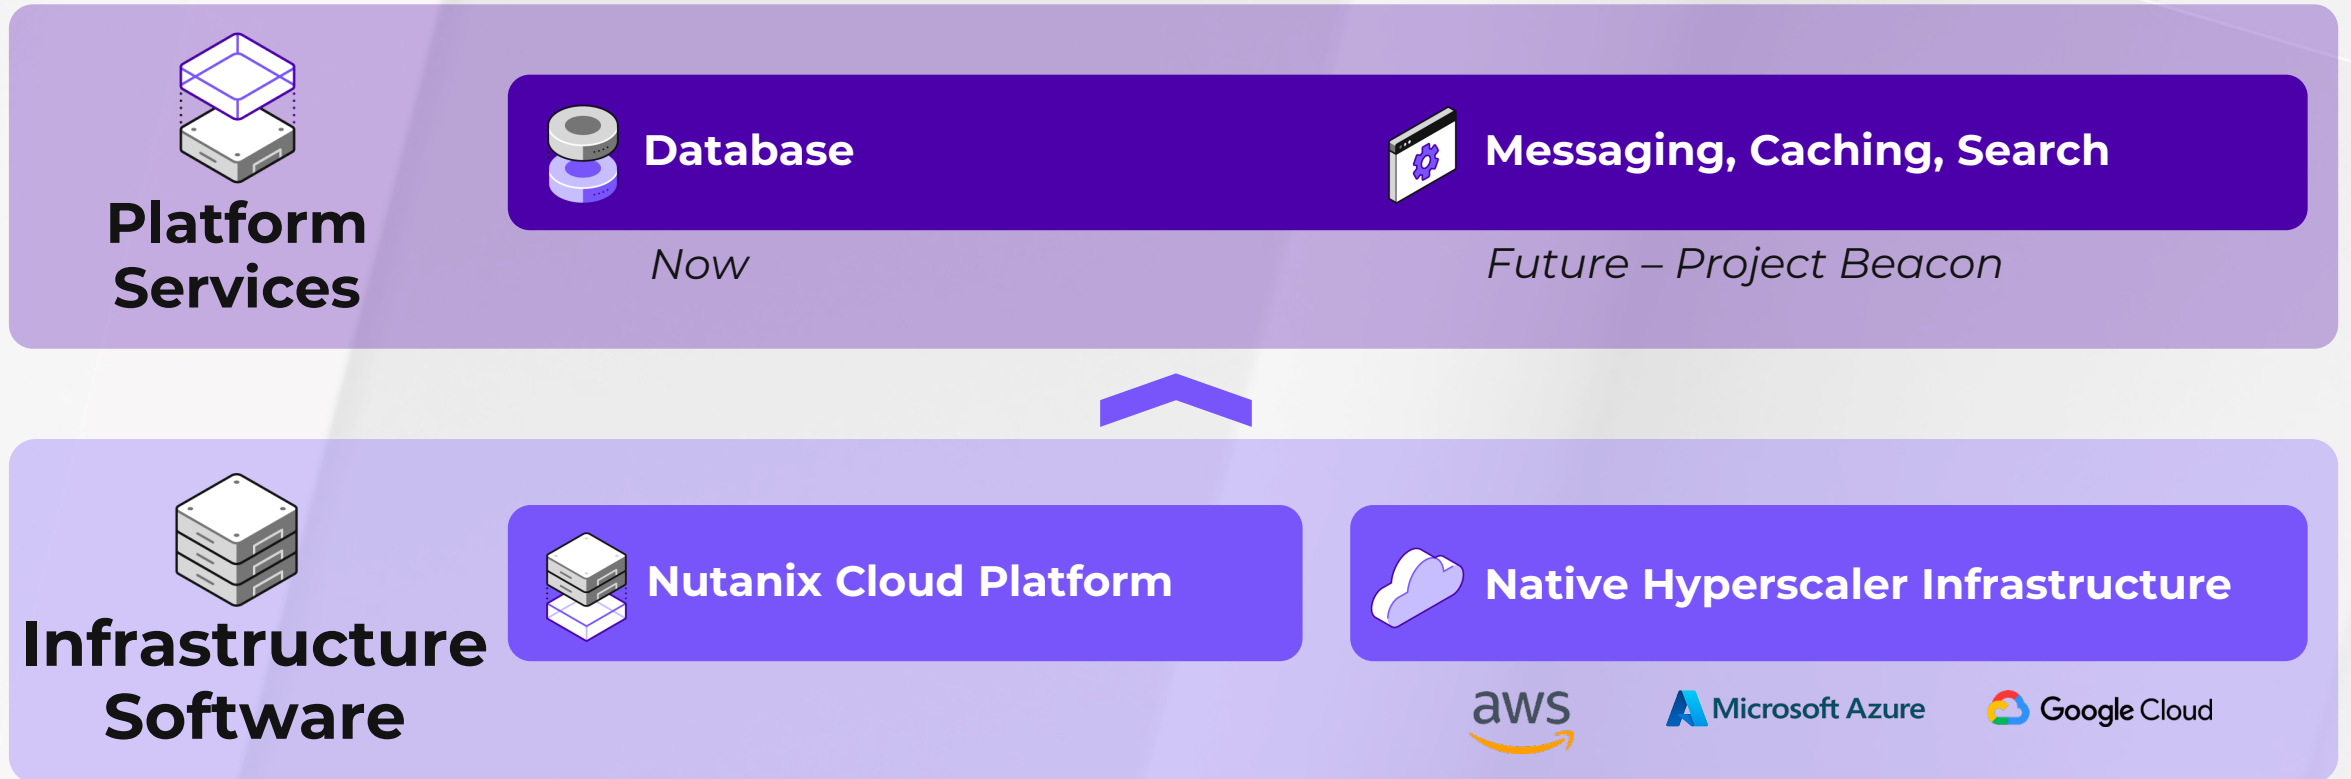 Platform
Services
Database
Messaging, Caching, Search
Now
Future – Project Beacon
Infrastructure
Software
Nutanix Cloud Platform
Native Hyperscaler Infrastructure
aws
Microsoft Azure
Google Cloud